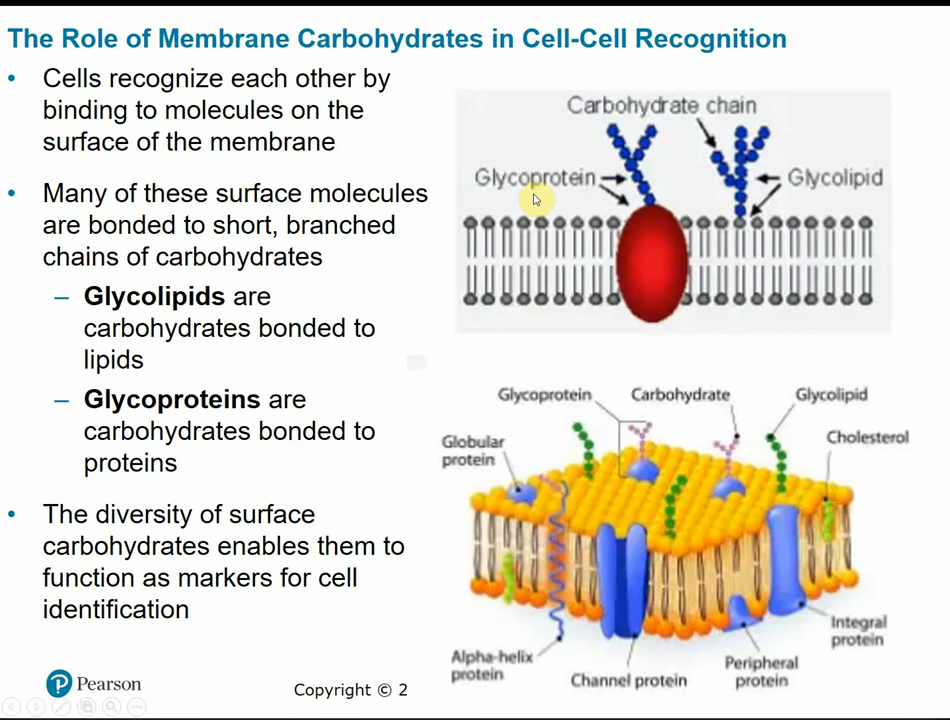 The Role of Membrane Carbohydrates in Cell-Cell Recognition
• Cells recognize each other by
binding to molecules on the
surface of the membrane
• Many of these surface molecules
are bonded to short, branched
chains of carbohydrates
– Glycolipids are
carbohydrates bonded to
lipids
– Glycoproteins are
carbohydrates bonded to
proteins
• The diversity of surface
carbohydrates enables them to
function as markers for cell
identification
Carbohydrate chain
Glycoprotein
Glycolipid
Glycoprotein
Carbohydrate
Glycolipid
Globular
protein
Cholesterol
Integral
protein
Alpha-helix
protein
Channel protein
Peripheral
protein
P Pearson
Copyright © 2